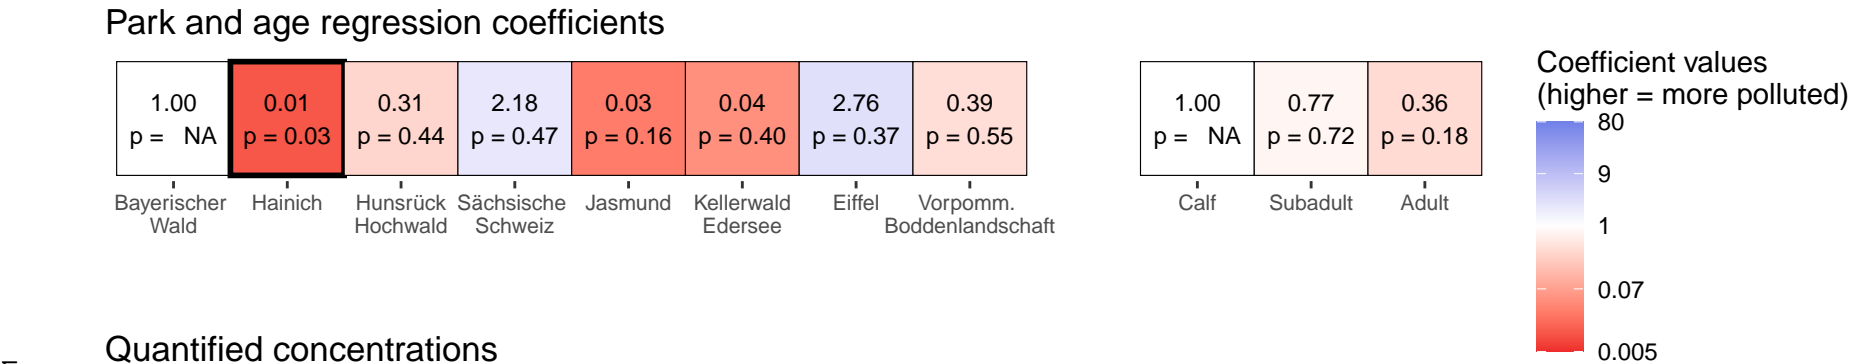 Park and age regression coefficients
1.00 0.01 0.31 2.18 0.03 0.04 2.76 0.39
p = NA p = 0.03 p = 0.44 p = 0.47 p = 0.16 p = 0.40 p = 0.37 p = 0.55
Bayerischer Hainich Hunsrück Sächsische Jasmund Kellerwald Eiffel Vorpomm.
Wald Hochwald Schweiz Edersee Boddenlandschaft
1.00 0.77 0.36
p = NA p = 0.72 p = 0.18
Calf Subadult Adult
Coefficient values
(higher = more polluted)
80
9
1
0.07
0.005
Quantified concentrations